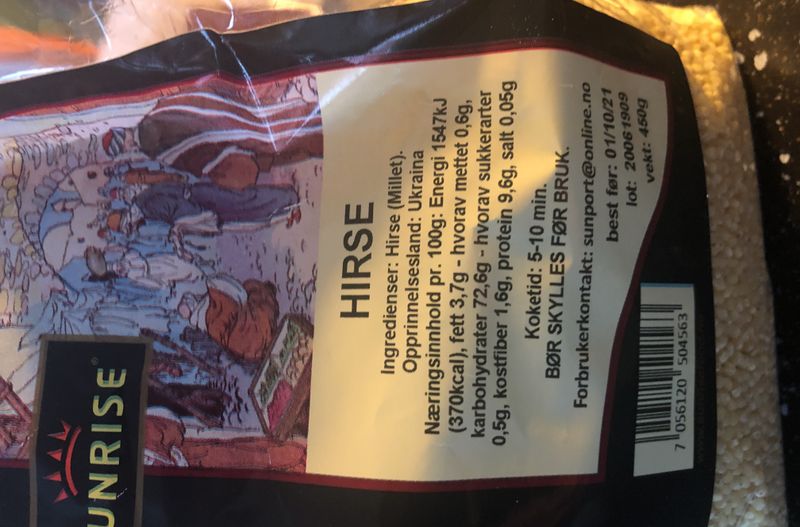 HIRSE
Ingredienser: Hirse (Millet).
Opprinnelsesland: Ukraina
Næringsinnhold pr. 100g: Energi 1547kJ
(370kcal), fett 3,7g - hvorav mettet 0,6g,
karbohydrater 72,6g - hvorav sukkerarter
0,5g, kostfiber 1,6g, protein 9,6g, salt 0,05g
Koketid: 5-10 min.
BØR SKYLLES FØR BRUK.
Forbrukerkontakt: sunport@online.no
best før: 01/10/21
lot: 20061909
vekt: 450g
7 056120 504563
UNRISE®